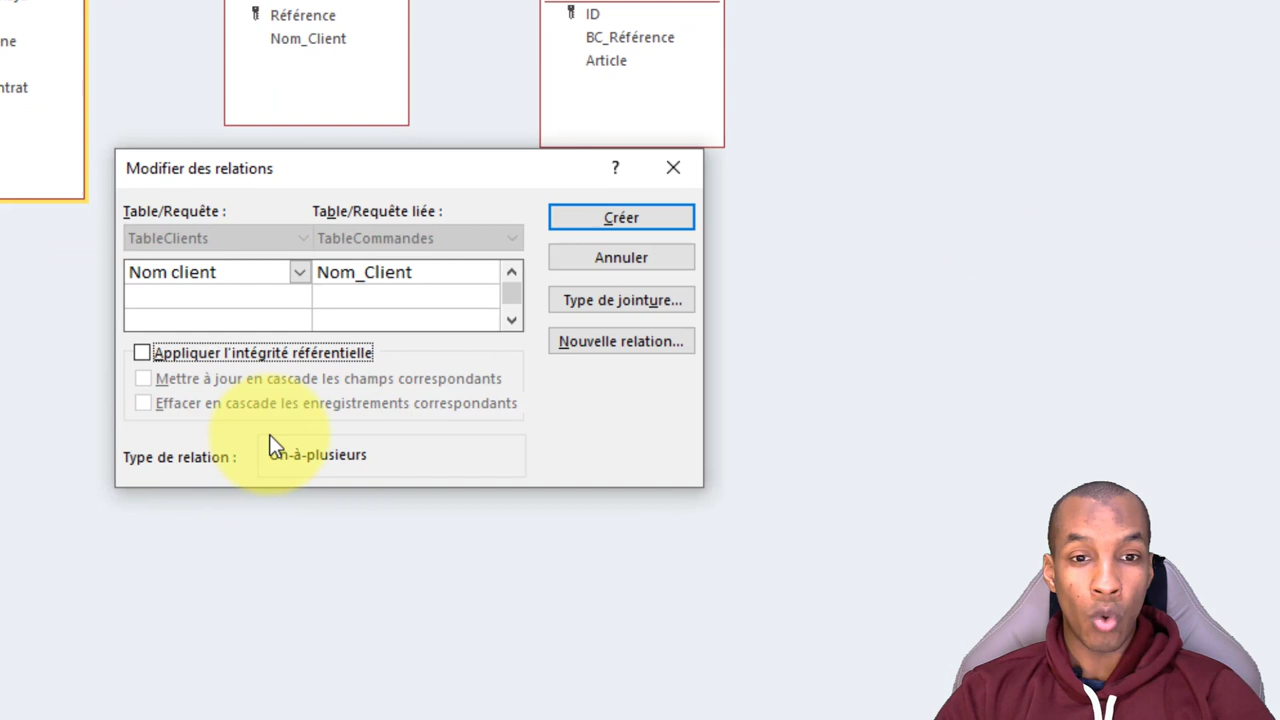 ne
ntrat
Référence
Nom_Client
ID
BC_Référence
Article
Modifier des relations
?
Table/Requête :
Table/Requête liée :
TableClients
TableCommandes
Nom client
Nom_Client
Créer
Annuler
Type de jointure...
Nouvelle relation...
Appliquer l'intégrité référentielle
Mettre à jour en cascade les champs correspondants
Effacer en cascade les enregistrements correspondants
Type de relation :
Un-à-plusieurs